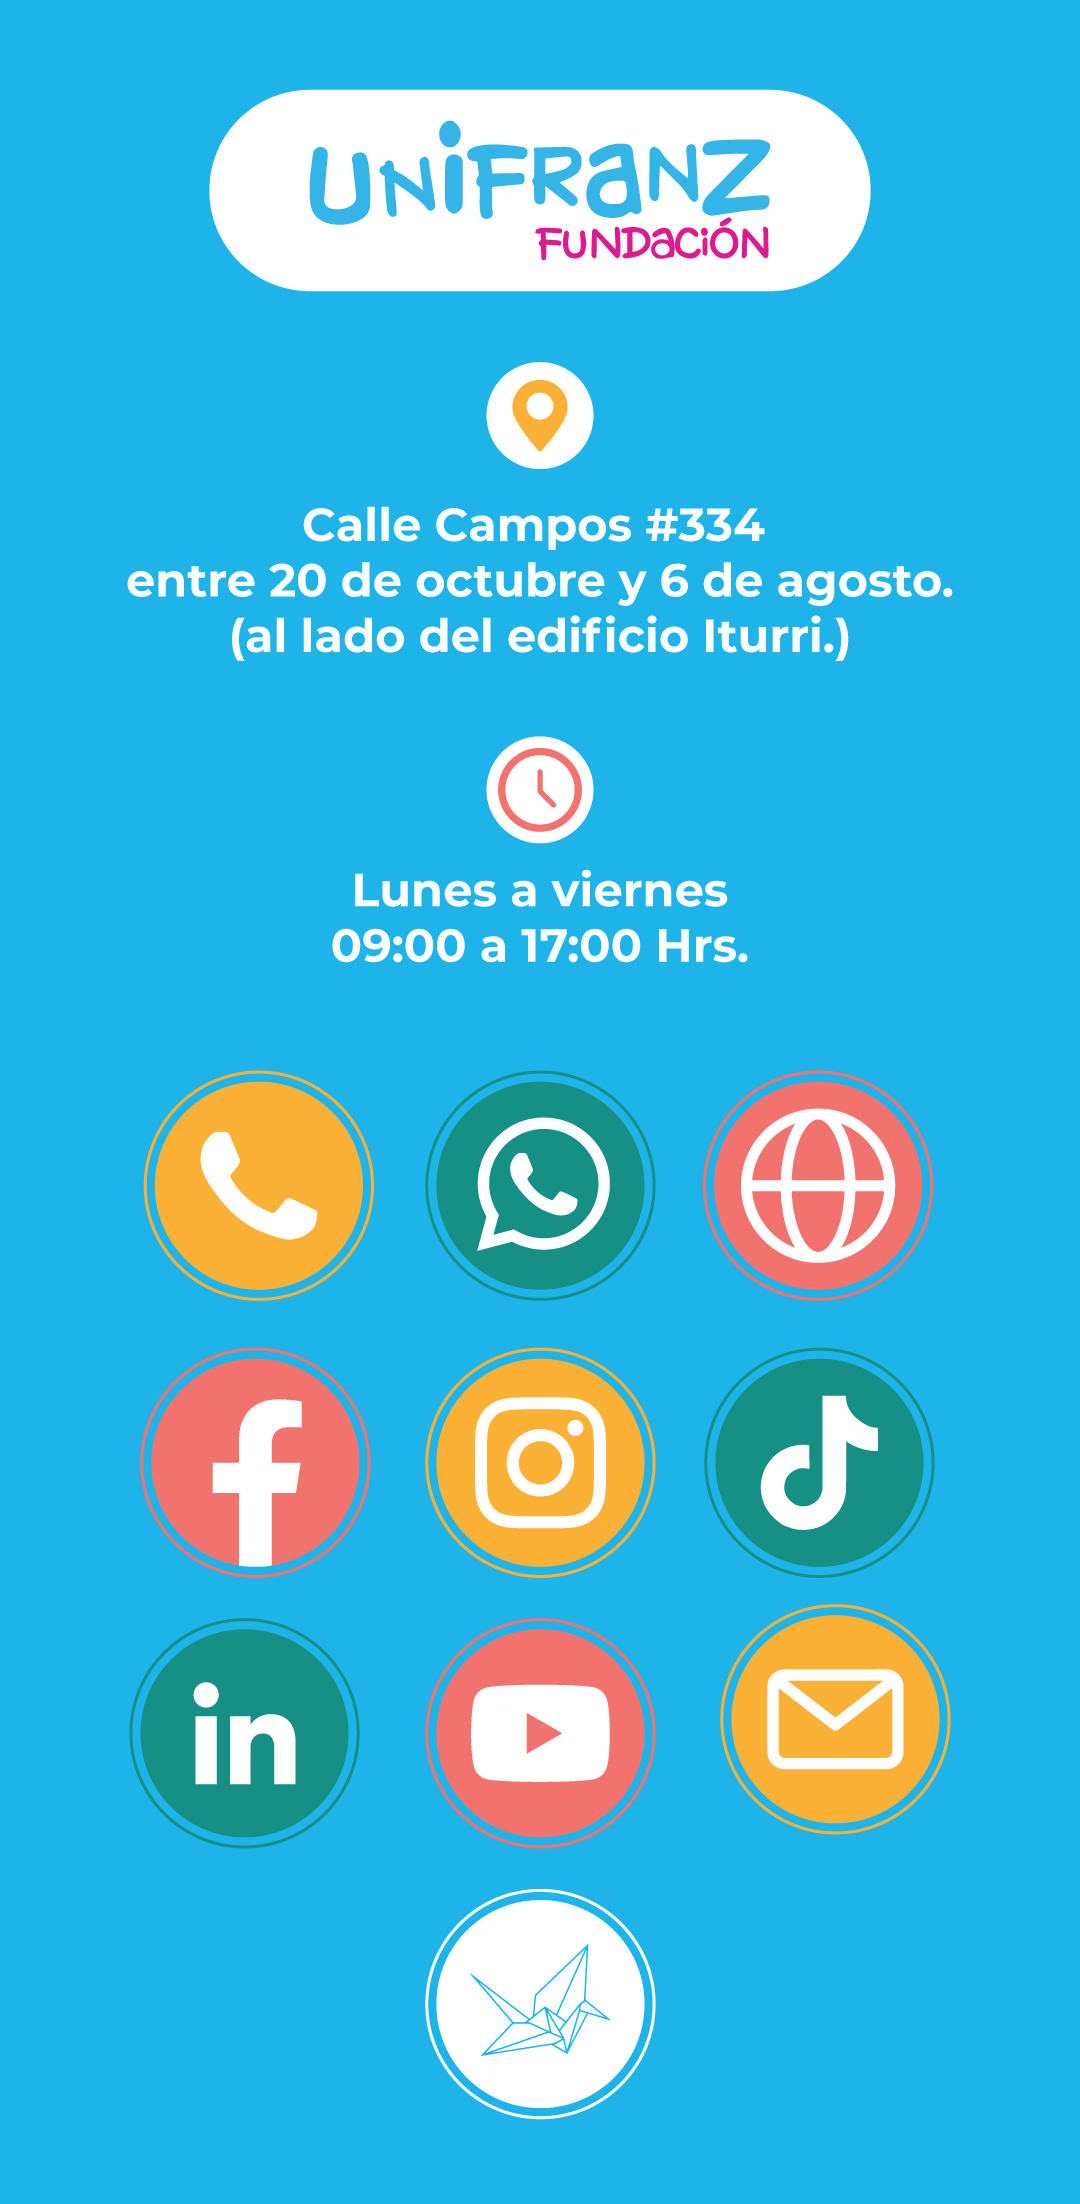 UNiFRaNZ
FUNDaCiÓN
Calle Campos #334
entre 20 de octubre y 6 de agosto.
(al lado del edificio Iturri.)
Lunes a viernes
09:00 a 17:00 Hrs.
in